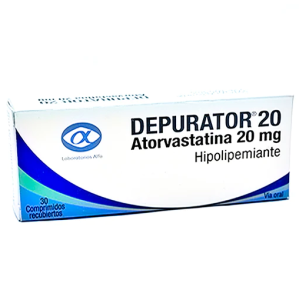 DEPURATOR® 20
Atorvastatina 20 mg
Hipolipemiante
Laboratorios Alfa
30
Comprimidos
recubiertos
Vía oral